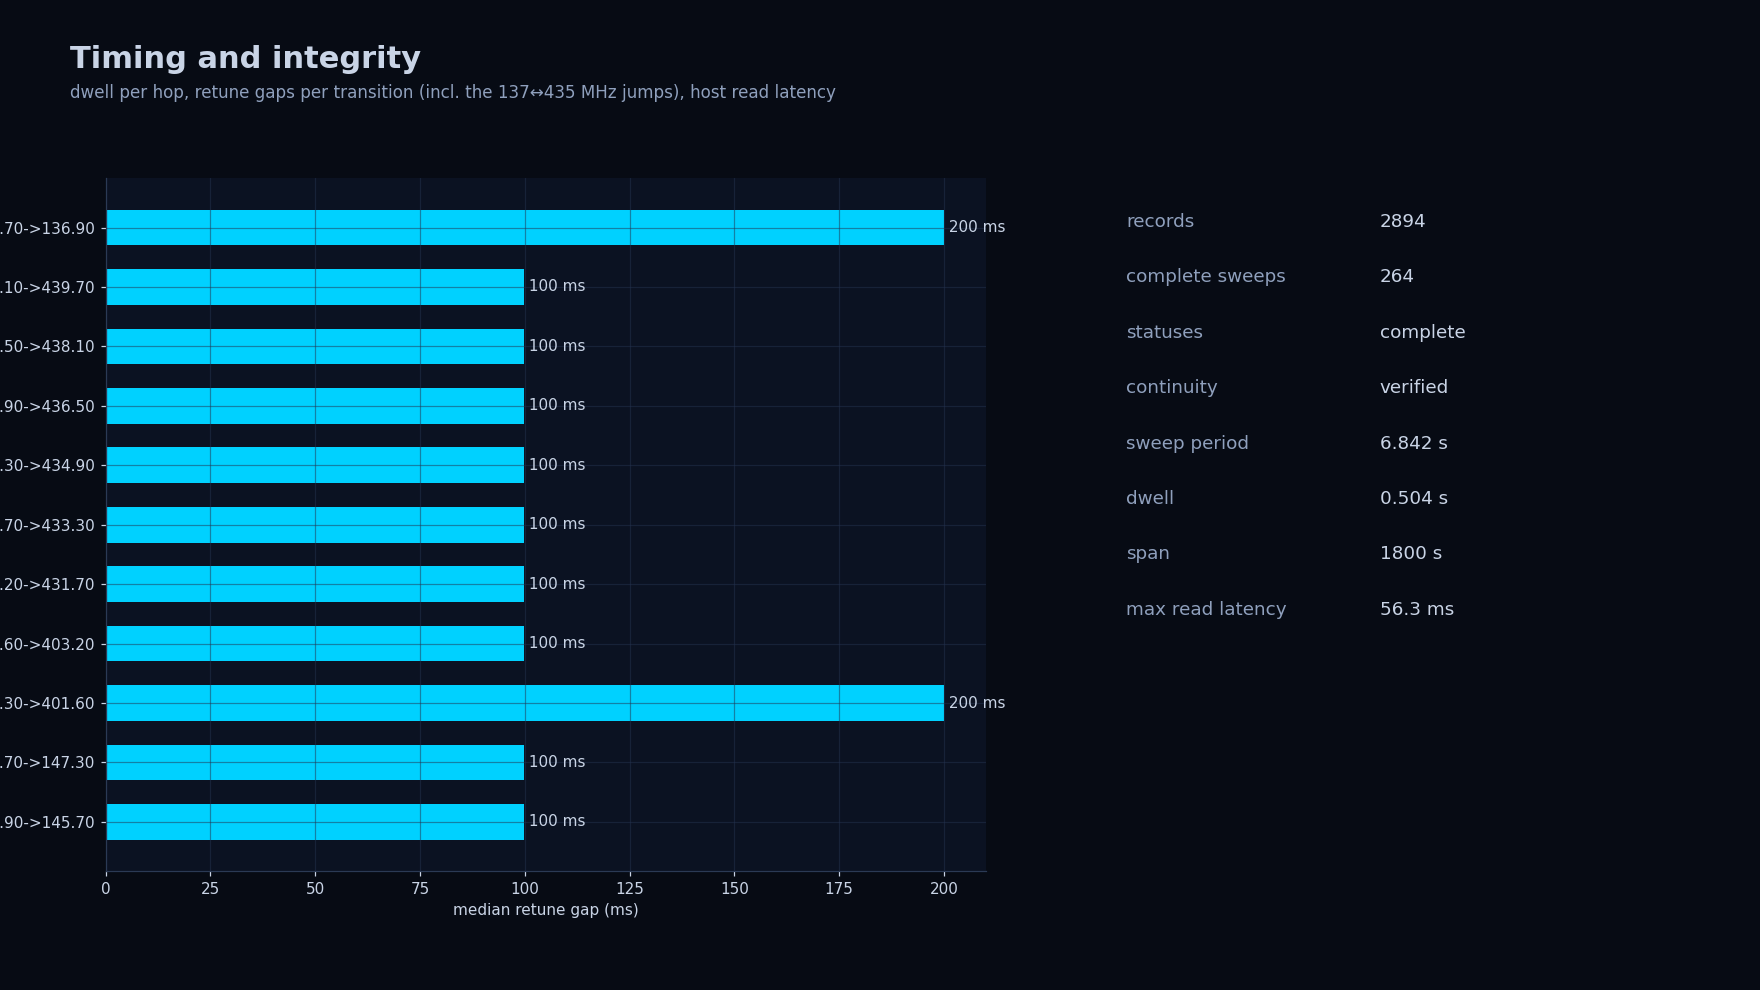 Timing and integrity
dwell per hop, retune gaps per transition (incl. the 137↔435 MHz jumps), host read latency
.70->136.90 200 ms
.10->439.70 100 ms
.50->438.10 100 ms
.90->436.50 100 ms
.30->434.90 100 ms
.70->433.30 100 ms
.20->431.70 100 ms
.60->403.20 100 ms
.30->401.60 200 ms
.70->147.30 100 ms
.90->145.70 100 ms
0 25 50 75 100 125 150 175 200
median retune gap (ms)
records 2894
complete sweeps 264
statuses complete
continuity verified
sweep period 6.842 s
dwell 0.504 s
span 1800 s
max read latency 56.3 ms